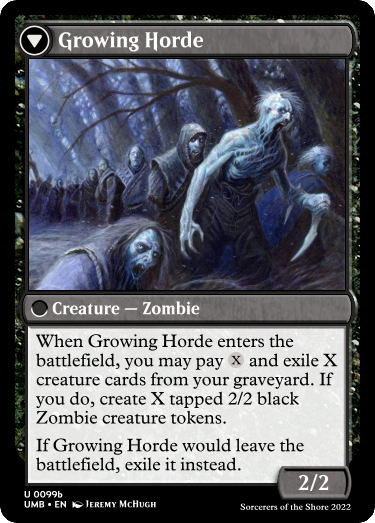 Growing Horde
Creature — Zombie
When Growing Horde enters the
battlefield, you may pay X and exile X
creature cards from your graveyard. If
you do, create X tapped 2/2 black
Zombie creature tokens.
If Growing Horde would leave the
battlefield, exile it instead.
2/2
U 0099b
UMB • EN Jeremy McHugh
Sorcerers of the Shore 2022